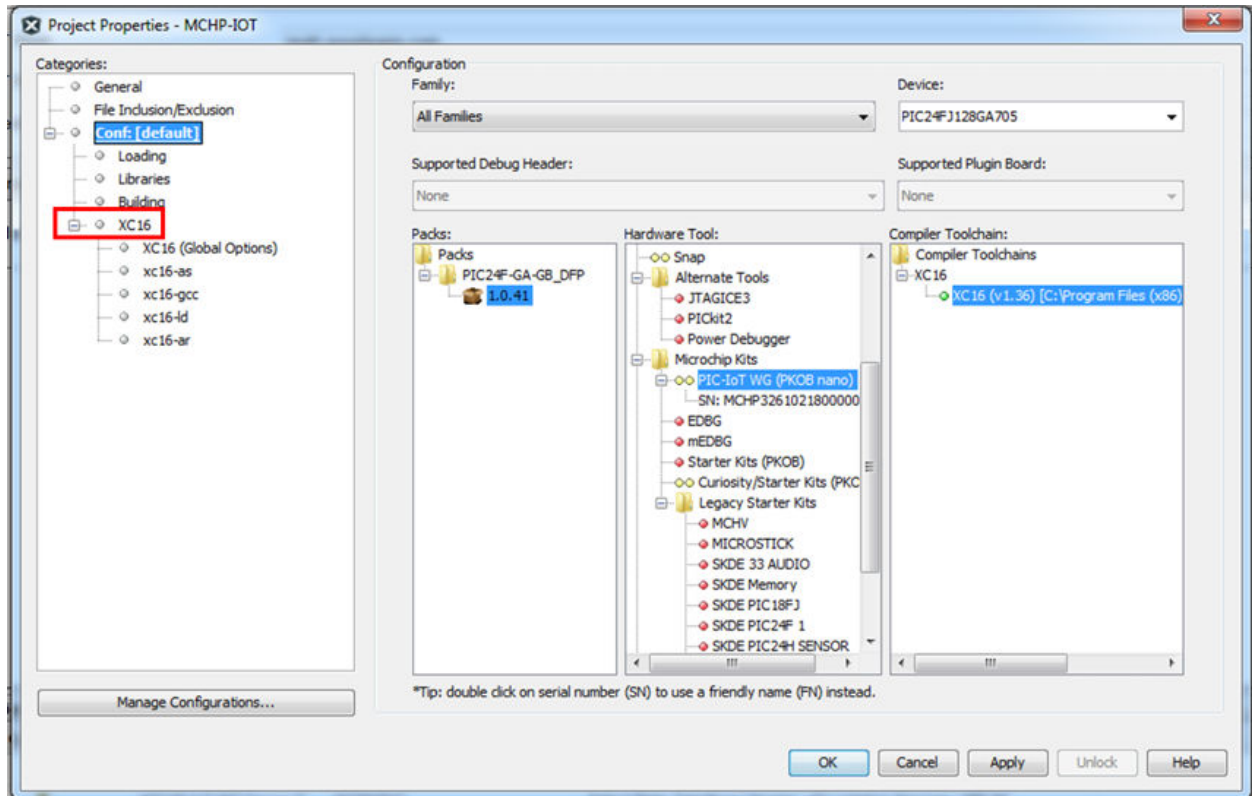 Project Properties - MCHP-IOT
Categories:
General
File Inclusion/Exclusion
Conf: [default]
Loading
Libraries
Building
XC16
XC16 (Global Options)
xc16-as
xc16-gcc
xc16-ld
xc16-ar
Manage Configurations...
Configuration
Family:
Device:
All Families
PIC24FJ128GA705
Supported Debug Header:
Supported Plugin Board:
None
None
Packs:
Packs
PIC24F-GA-GB_DFP
1.0.41
Hardware Tool:
Snap
Alternate Tools
JTAGICE3
PICkit2
Power Debugger
Microchip Kits
PIC-IoT WG (PKOB nano)
SN: MCHP3261021800000
EDBG
mEDBG
Starter Kits (PKOB)
Curiosity/Starter Kits (PKC
Legacy Starter Kits
MCHV
MICROSTICK
SKDE 33 AUDIO
SKDE Memory
SKDE PIC18FJ
SKDE PIC24F 1
SKDE PIC24H SENSOR
Compiler Toolchain:
Compiler Toolchains
XC16
XC16 (v1.36) [C:\Program Files (x86)
*Tip: double click on serial number (SN) to use a friendly name (FN) instead.
OK
Cancel
Apply
Unlock
Help